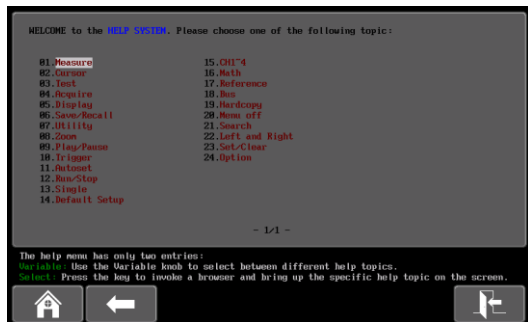 WELCOME to the HELP SYSTEM. Please choose one of the following topic:
01.Measure
02.Cursor
03.Test
04.Acquire
05.Display
06.Save/Recall
07.Utility
08.Zoom
09.Play/Pause
10.Trigger
11.Autoset
12.Run/Stop
13.Single
14.Default Setup
15.CH1~4
16.Math
17.Reference
18.Bus
19.Hardcopy
20.Menu off
21.Search
22.Left and Right
23.Set/Clear
24.Option
- 1/1 -
The help menu has only two entries:
Variable: Use the Variable knob to select between different help topics.
Select: Press the key to invoke a browser and bring up the specific help topic on the screen.